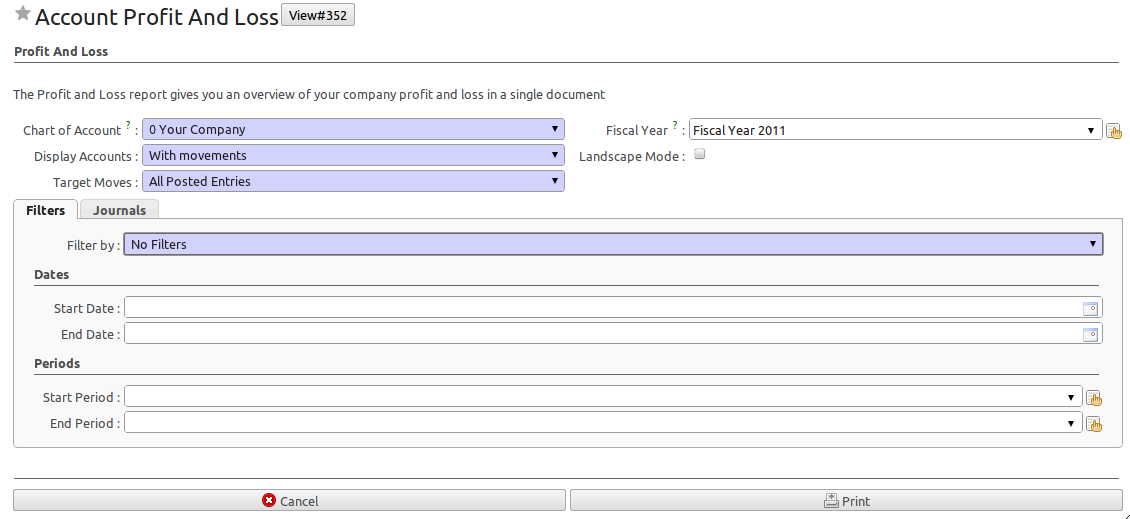 Account Profit And Loss View#352
Profit And Loss
The Profit and Loss report gives you an overview of your company profit and loss in a single document
Chart of Account ? : 0 Your Company Fiscal Year ? : Fiscal Year 2011
Display Accounts : With movements Landscape Mode :
Target Moves : All Posted Entries
Filters Journals
Filter by : No Filters
Dates
Start Date :
End Date :
Periods
Start Period :
End Period :
Cancel Print